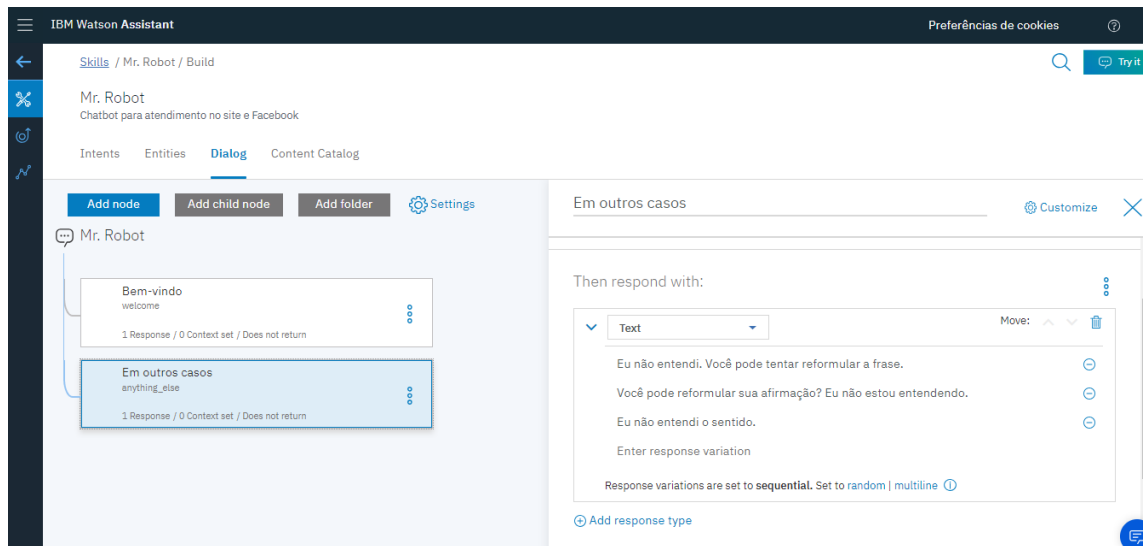 IBM Watson Assistant
Preferências de cookies
Skills / Mr. Robot / Build
Try it
Mr. Robot
Chatbot para atendimento no site e Facebook
Intents Entities Dialog Content Catalog
Add node Add child node Add folder Settings
Mr. Robot
Bem-vindo
welcome
1 Response / 0 Context set / Does not return
Em outros casos
anything_else
1 Response / 0 Context set / Does not return
Em outros casos
Customize
Then respond with:
Text
Move:
Eu não entendi. Você pode tentar reformular a frase.
Você pode reformular sua afirmação? Eu não estou entendendo.
Eu não entendi o sentido.
Enter response variation
Response variations are set to sequential. Set to random | multiline
Add response type